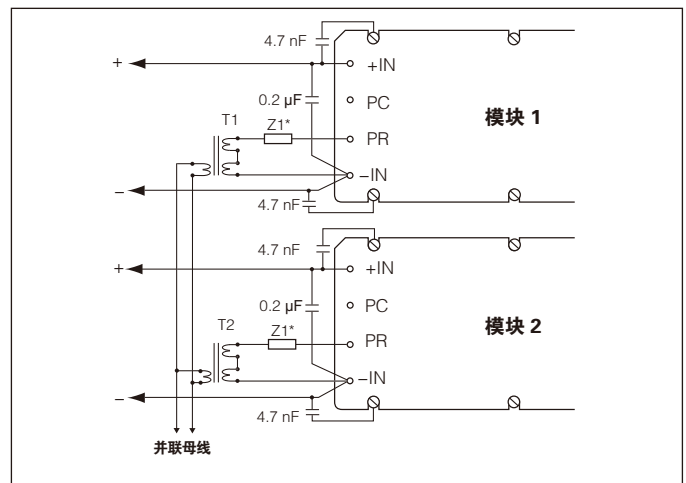 4.7 nF
+
+IN
0.2 µF
PC
模块 1
T1
Z1*
PR
–IN
–
4.7 nF
4.7 nF
+
+IN
0.2 µF
PC
模块 2
T2
Z1*
PR
–IN
–
4.7 nF
并联母线